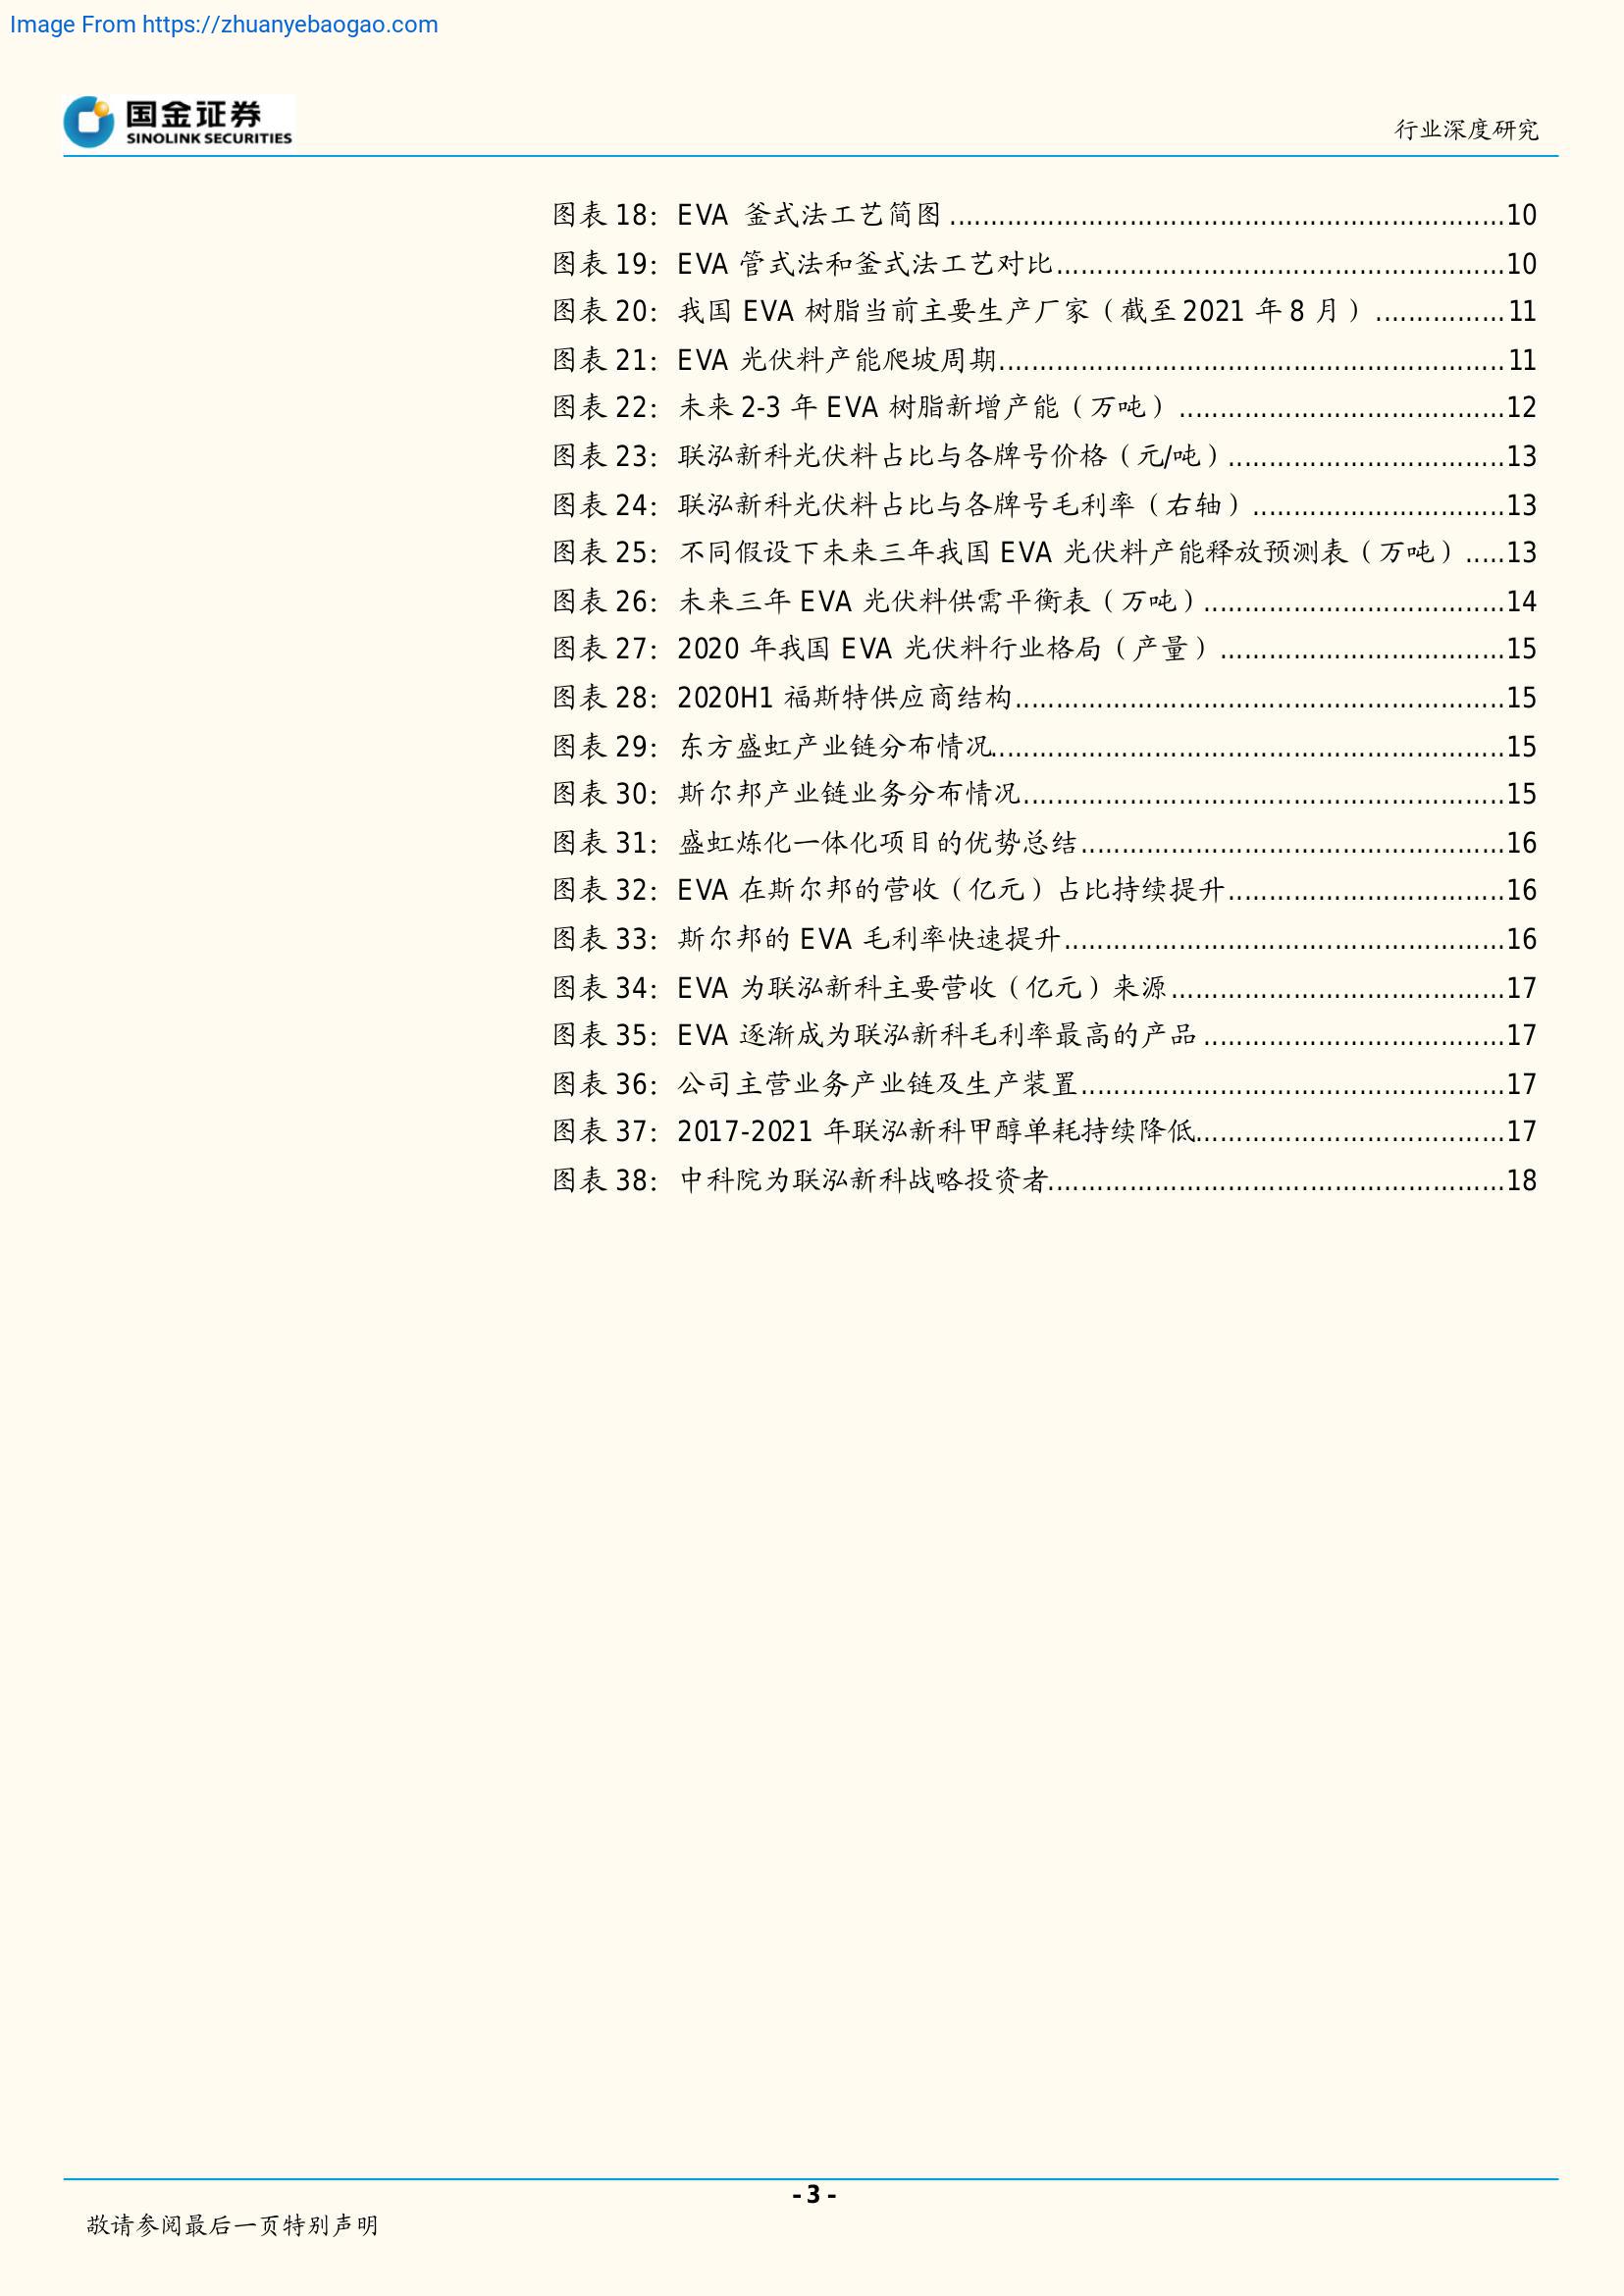 Image From https://zhuanyebaogao.com
国金证券
SINOLINK SECURITIES
行业深度研究
图表 18：EVA 釜式法工艺简图....................................................................10
图表 19：EVA 管式法和釜式法工艺对比.......................................................10
图表 20：我国 EVA 树脂当前主要生产厂家（截至 2021 年 8 月）................11
图表 21：EVA 光伏料产能爬坡周期..............................................................11
图表 22：未来 2-3 年 EVA 树脂新增产能（万吨）........................................12
图表 23：联泓新科光伏料占比与各牌号价格（元/吨）..................................13
图表 24：联泓新科光伏料占比与各牌号毛利率（右轴）...............................13
图表 25：不同假设下未来三年我国 EVA 光伏料产能释放预测表（万吨）.....13
图表 26：未来三年 EVA 光伏料供需平衡表（万吨）.....................................14
图表 27：2020 年我国 EVA 光伏料行业格局（产量）...................................15
图表 28：2020H1 福斯特供应商结构............................................................15
图表 29：东方盛虹产业链分布情况...............................................................15
图表 30：斯尔邦产业链业务分布情况...........................................................15
图表 31：盛虹炼化一体化项目的优势总结....................................................16
图表 32：EVA 在斯尔邦的营收（亿元）占比持续提升..................................16
图表 33：斯尔邦的 EVA 毛利率快速提升......................................................16
图表 34：EVA 为联泓新科主要营收（亿元）来源.........................................17
图表 35：EVA 逐渐成为联泓新科毛利率最高的产品.....................................17
图表 36：公司主营业务产业链及生产装置....................................................17
图表 37：2017-2021 年联泓新科甲醇单耗持续降低......................................17
图表 38：中科院为联泓新科战略投资者........................................................18
- 3 -
敬请参阅最后一页特别声明